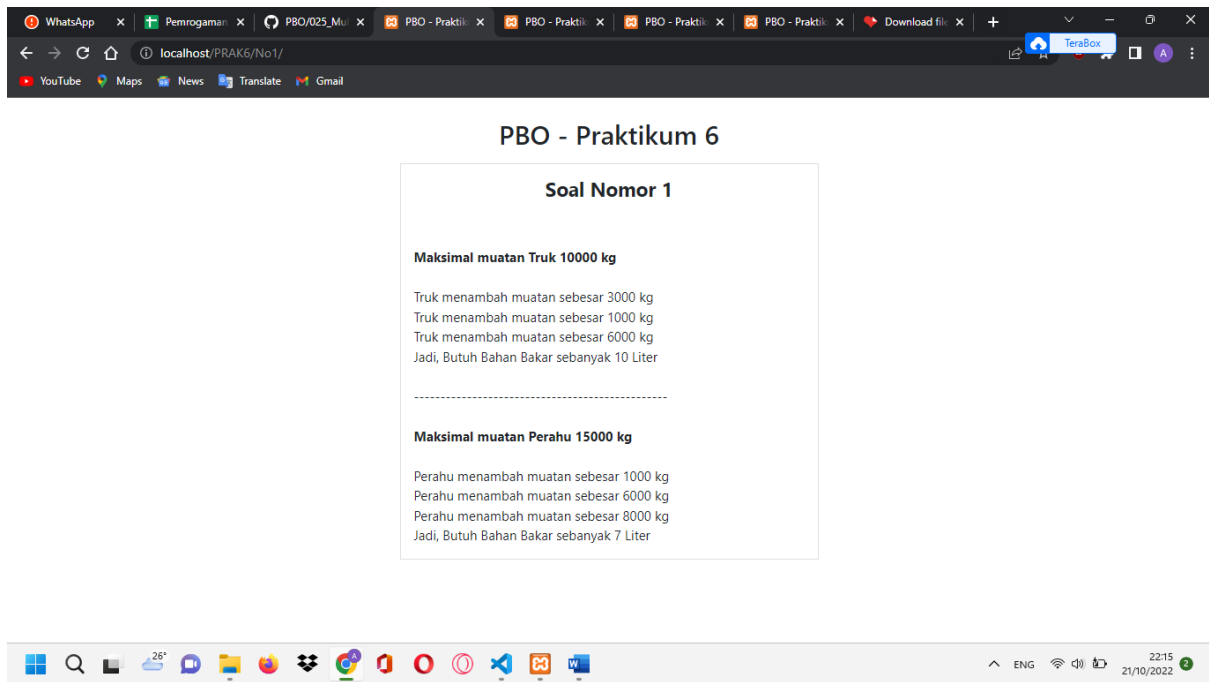 WhatsApp
Pemrogaman
PBO/025_Mul
PBO - Praktik
PBO - Praktik
PBO - Praktik
PBO - Praktik
Download file
localhost/PRAK6/No1/
TeraBox
A
YouTube
Maps
News
Translate
Gmail
PBO - Praktikum 6
Soal Nomor 1
Maksimal muatan Truk 10000 kg
Truk menambah muatan sebesar 3000 kg
Truk menambah muatan sebesar 1000 kg
Truk menambah muatan sebesar 6000 kg
Jadi, Butuh Bahan Bakar sebanyak 10 Liter
------------------------------------------------
Maksimal muatan Perahu 15000 kg
Perahu menambah muatan sebesar 1000 kg
Perahu menambah muatan sebesar 6000 kg
Perahu menambah muatan sebesar 8000 kg
Jadi, Butuh Bahan Bakar sebanyak 7 Liter
26°
ENG
22:15
21/10/2022
2